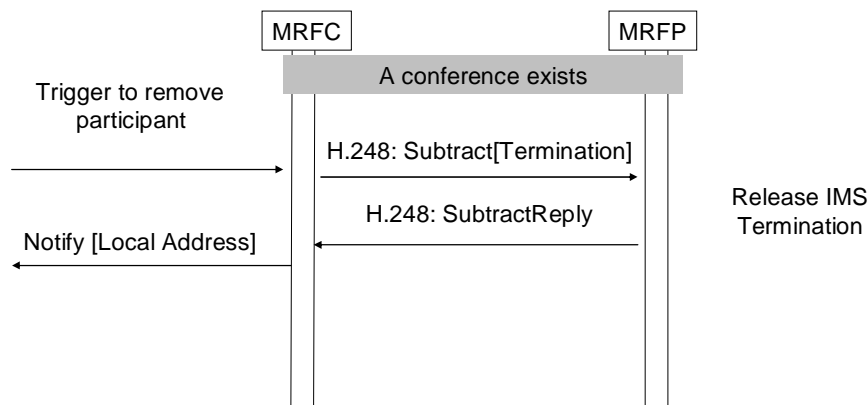 MRFC
MRFP
A conference exists
Trigger to remove
participant
H.248: Subtract[Termination]
Release IMS
Termination
H.248: SubtractReply
Notify [Local Address]